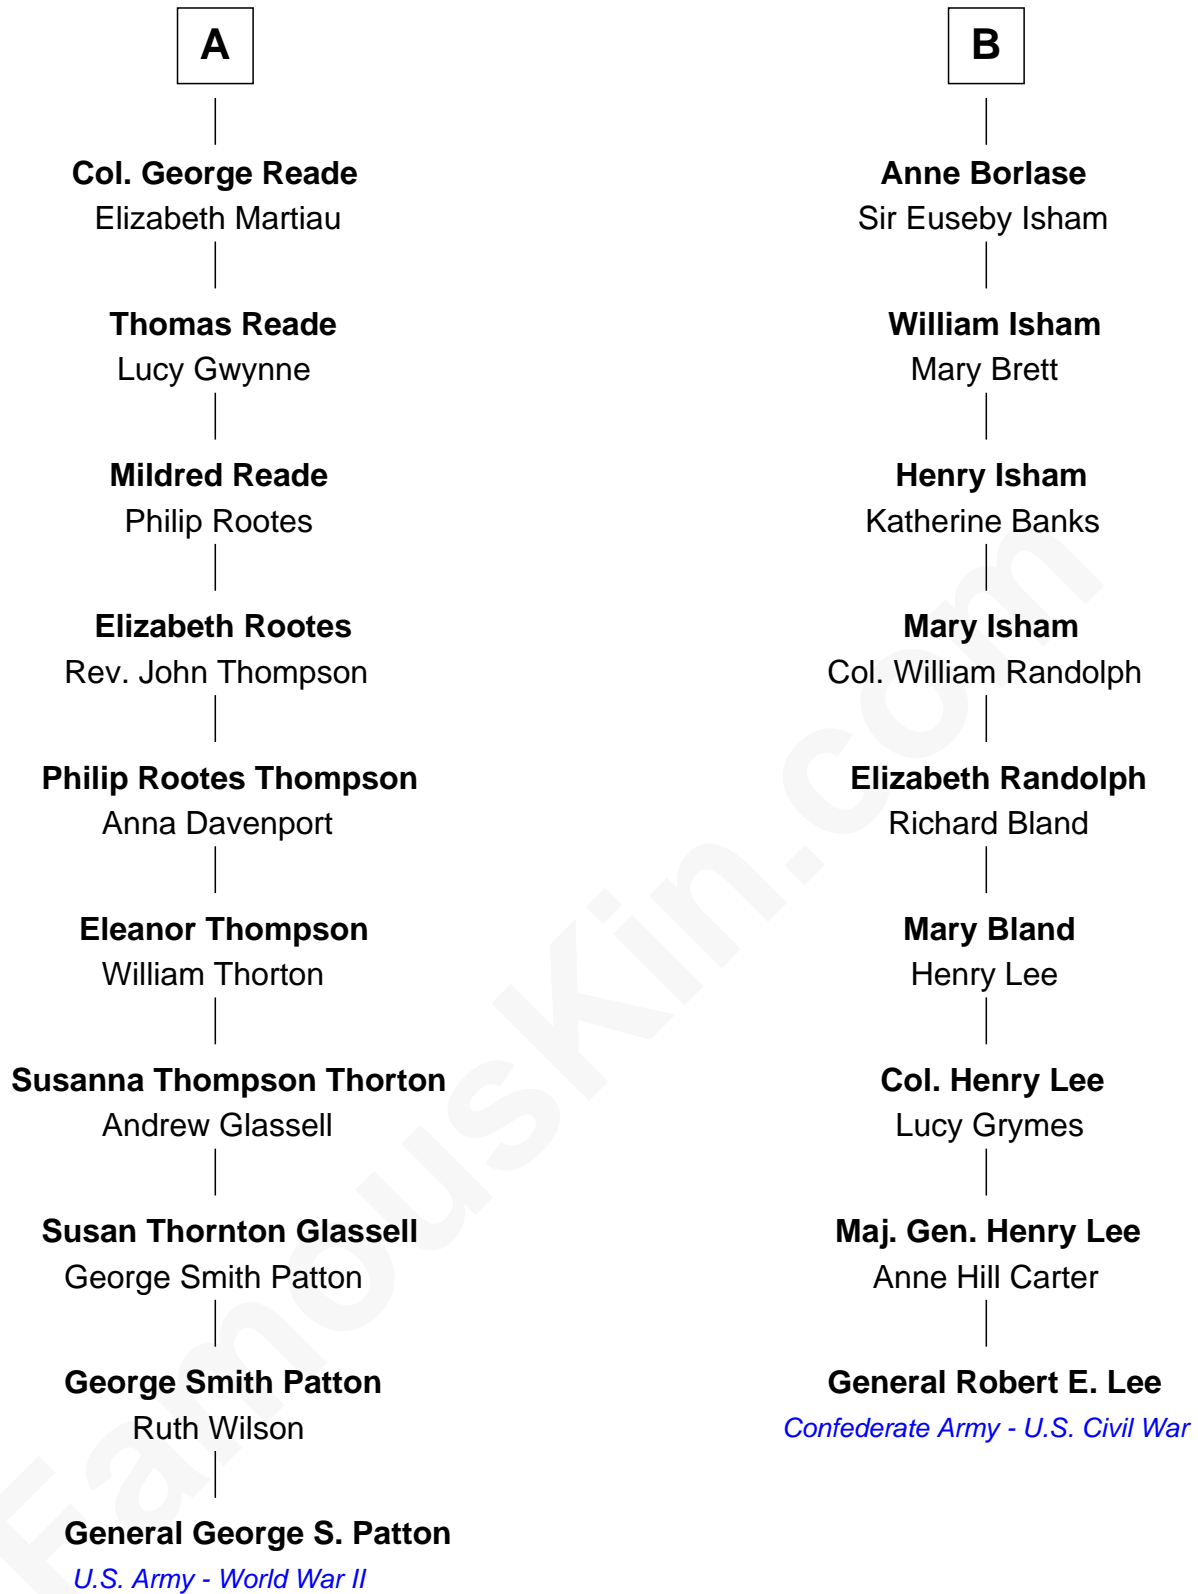 A
Col. George Reade
Elizabeth Martiau
Thomas Reade
Lucy Gwynne
Mildred Reade
Philip Rootes
Elizabeth Rootes
Rev. John Thompson
Philip Rootes Thompson
Anna Davenport
Eleanor Thompson
William Thorton
Susanna Thompson Thorton
Andrew Glassell
Susan Thornton Glassell
George Smith Patton
George Smith Patton
Ruth Wilson
General George S. Patton
U.S. Army - World War II
B
Anne Borlase
Sir Euseby Isham
William Isham
Mary Brett
Henry Isham
Katherine Banks
Mary Isham
Col. William Randolph
Elizabeth Randolph
Richard Bland
Mary Bland
Henry Lee
Col. Henry Lee
Lucy Grymes
Maj. Gen. Henry Lee
Anne Hill Carter
General Robert E. Lee
Confederate Army - U.S. Civil War
FamousKin.com